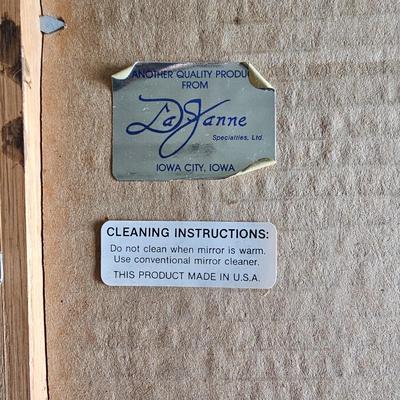 ANOTHER QUALITY PRODU
FROM
LaJanne
Specialties, Ltd.
IOWA CITY, IOWA
CLEANING INSTRUCTIONS:
Do not clean when mirror is warm.
Use conventional mirror cleaner.
THIS PRODUCT MADE IN U.S.A.